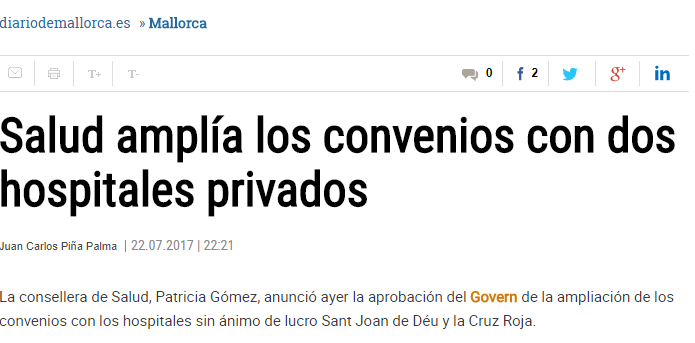 diariodemallorca.es » Mallorca
T+ T- 0 2 g+ in
Salud amplía los convenios con dos
hospitales privados
Juan Carlos Piña Palma | 22.07.2017 | 22:21
La consellera de Salud, Patricia Gómez, anunció ayer la aprobación del Govern de la ampliación de los
convenios con los hospitales sin ánimo de lucro Sant Joan de Déu y la Cruz Roja.